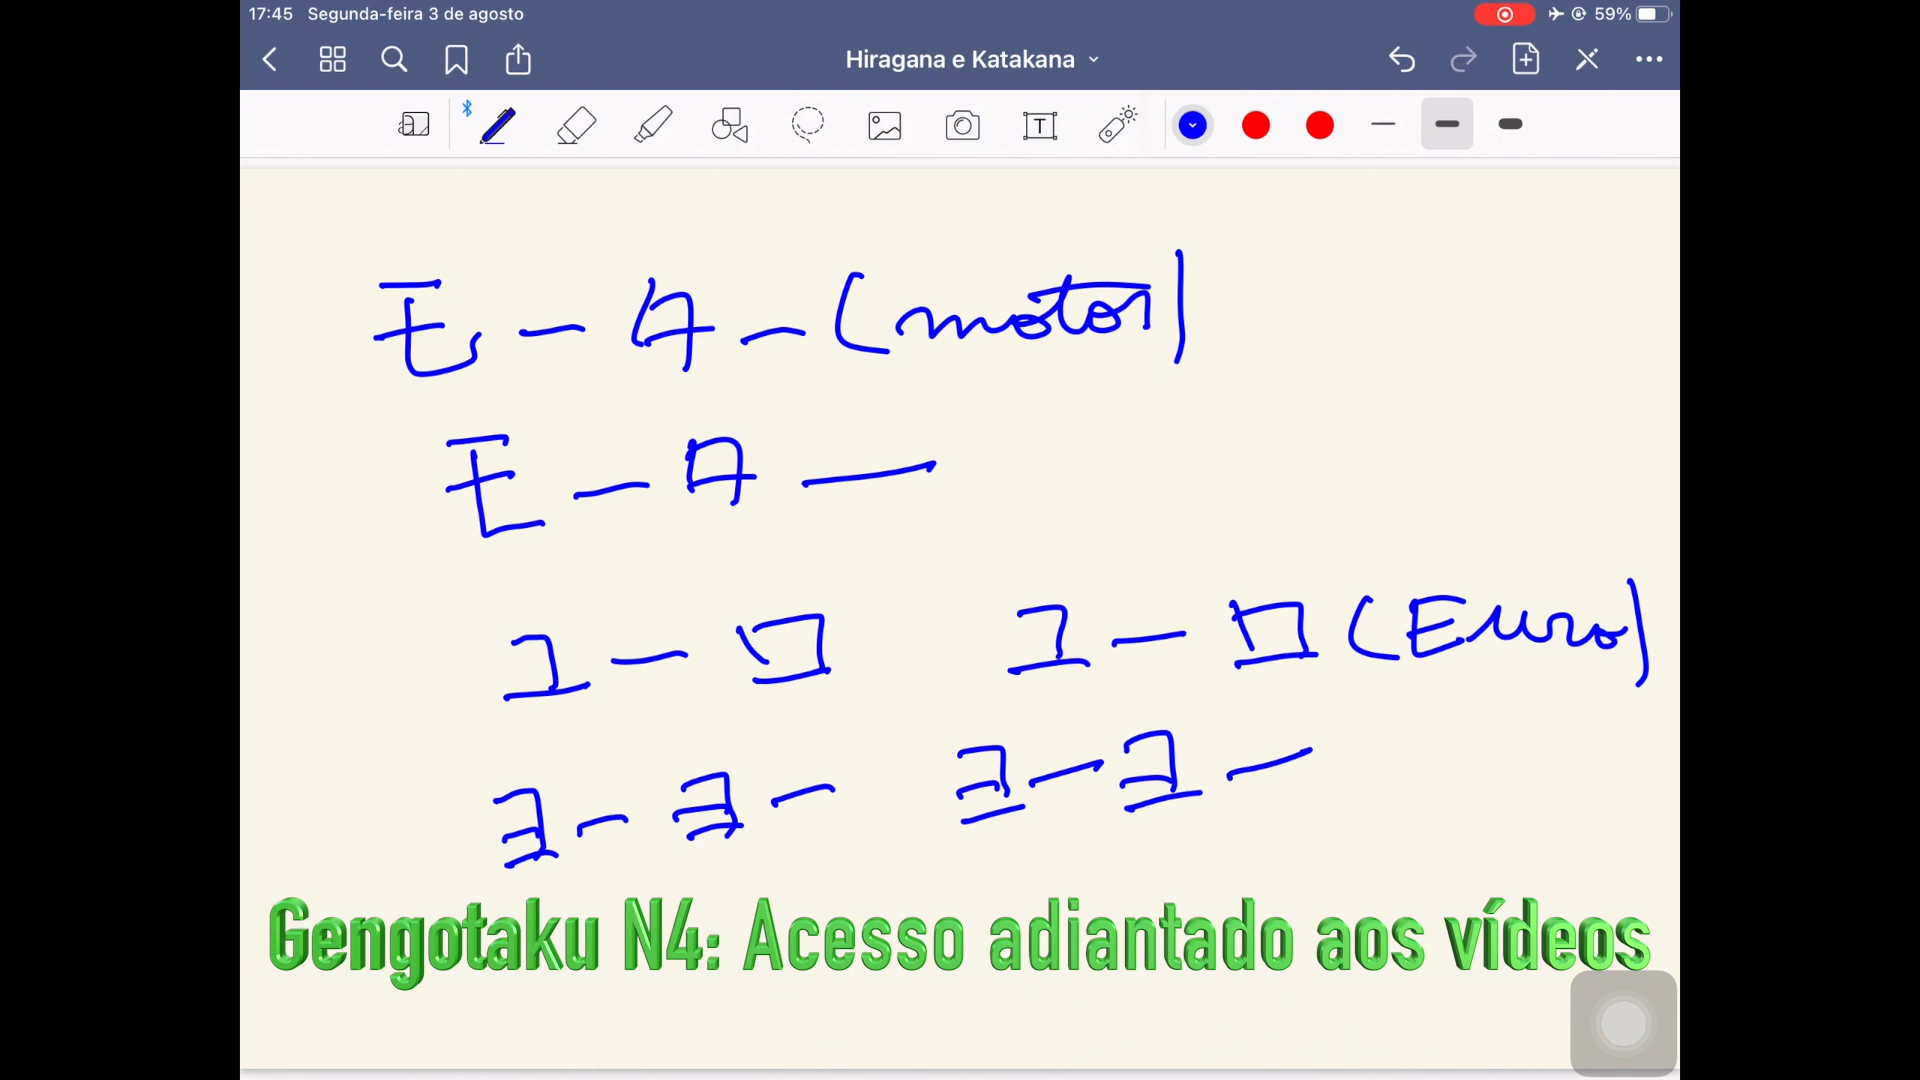 17:45 Segunda-feira 3 de agosto 59%
Hiragana e Katakana
モーター(motor)
モーター
ユーロ ユーロ(Euro)
ヨーヨー ヨーヨー
Gengotaku N4: Acesso adiantado aos vídeos